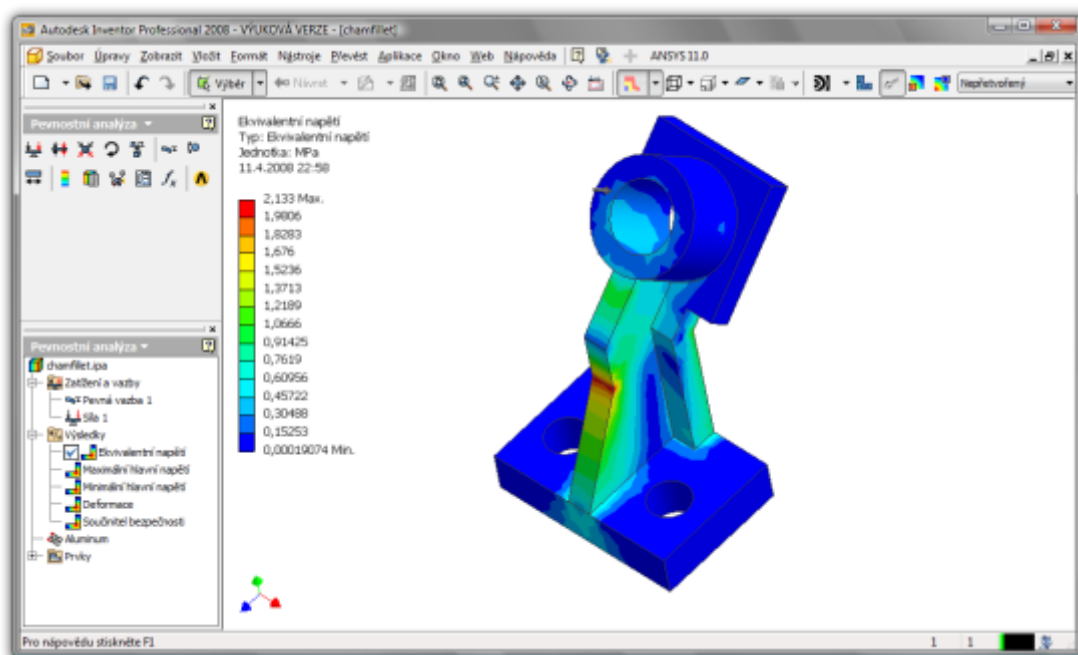 Autodesk Inventor Professional 2008 - VÝUKOVÁ VERZE - [chamfillet]
Soubor Úpravy Zobrazit Vložit Formát Nástroje Převést Aplikace Okno Web Nápověda ANSYS 11.0
Výběr Návrat Nepřetvořený
Pevnostní analýza
Ekvivalentní napětí
Typ: Ekvivalentní napětí
Jednotka: MPa
11.4.2008 22:58
2,133 Max.
1,9806
1,8283
1,676
1,5236
1,3713
1,2189
1,0666
0,91425
0,7619
0,60956
0,45722
0,30488
0,15253
0,00019074 Min.
Pevnostní analýza
chamfillet.ipa
Zatížení a vazby
Pevná vazba 1
Síla 1
Výsledky
Ekvivalentní napětí
Maximální hlavní napětí
Minimální hlavní napětí
Deformace
Součinitel bezpečnosti
Aluminum
Prvky
Pro nápovědu stiskněte F1
1 1